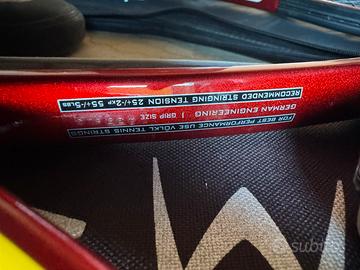 FOR BEST PERFORMANCE USE VÖLKL TENNIS STRINGS
GERMAN ENGINEERING | GRIP SIZE
RECOMMENDED STRINGING TENSION 25+/-2KP 55+/-5LBS
subito